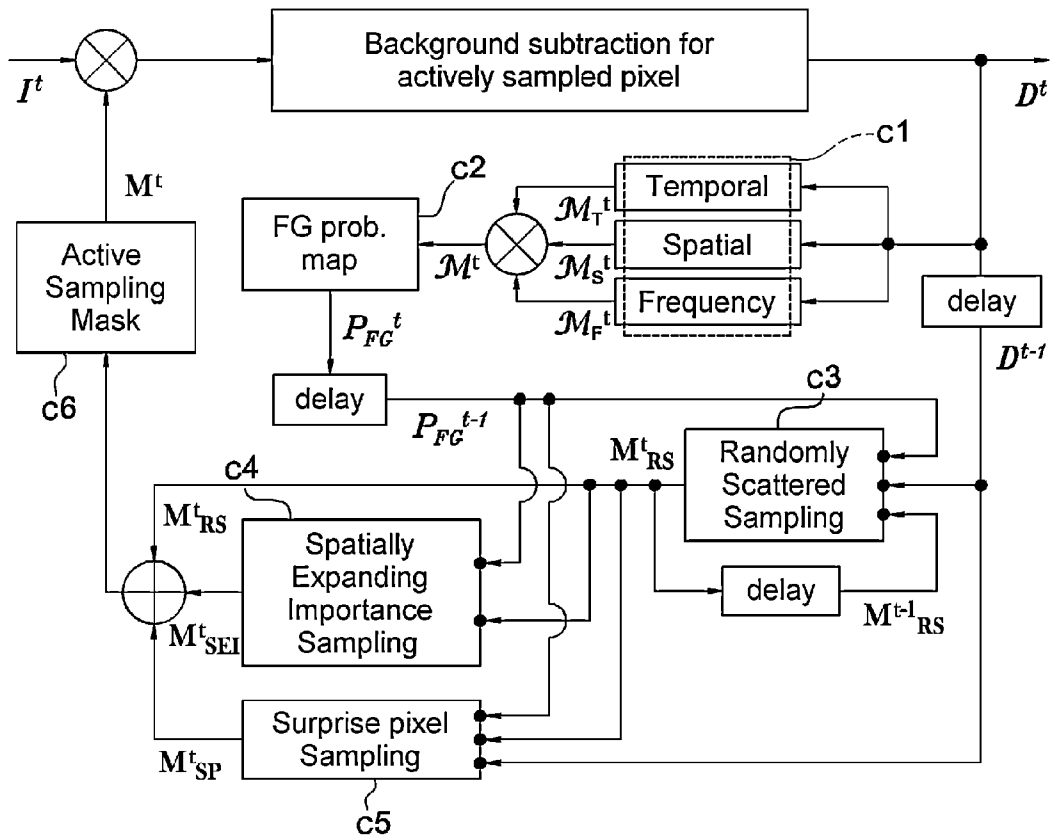 Background subtraction for
actively sampled pixel
I^t
D^t
c1
c2
M^t
Temporal
ℳ_T^t
FG prob.
map
ℳ^t
Spatial
ℳ_S^t
Active
Sampling
Mask
Frequency
ℳ_F^t
delay
P_FG^t
D^t-1
c6
delay
P_FG^t-1
c3
M^t_RS
Randomly
Scattered
Sampling
c4
M^t_RS
Spatially
Expanding
Importance
Sampling
delay
M^t-1_RS
M^t_SEI
Surprise pixel
Sampling
M^t_SP
c5